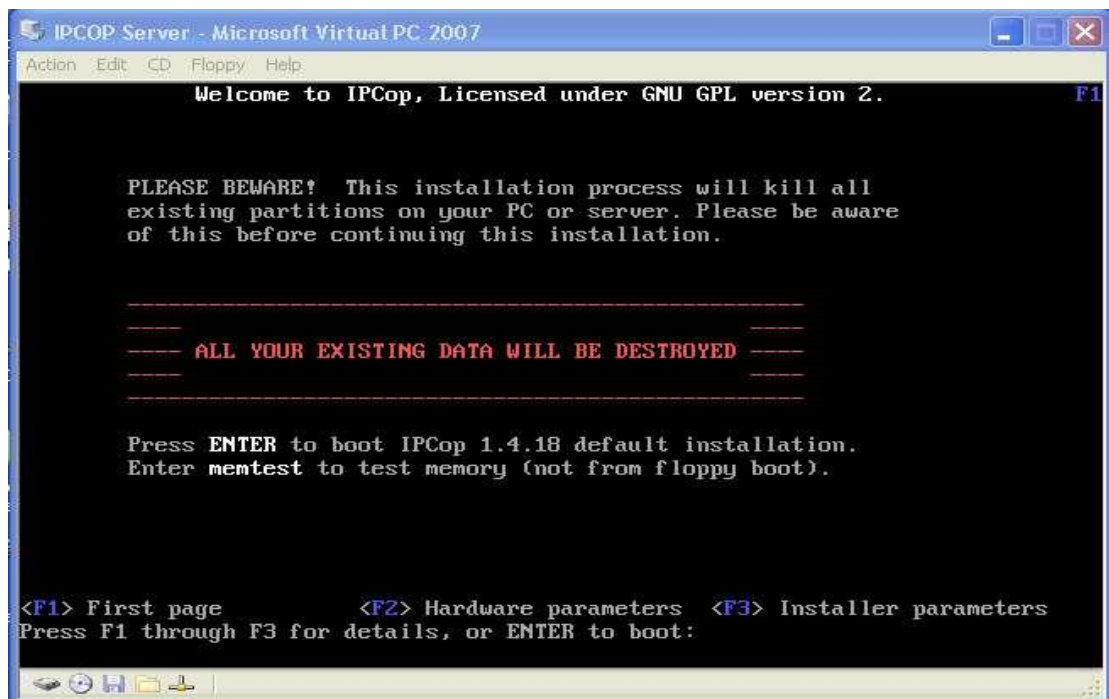 IPCOP Server - Microsoft Virtual PC 2007
Action Edit CD Floppy Help
Welcome to IPCop, Licensed under GNU GPL version 2. F1
PLEASE BEWARE! This installation process will kill all
existing partitions on your PC or server. Please be aware
of this before continuing this installation.
--------------------------------------------------
---- ----
---- ALL YOUR EXISTING DATA WILL BE DESTROYED ----
---- ----
--------------------------------------------------
Press ENTER to boot IPCop 1.4.18 default installation.
Enter memtest to test memory (not from floppy boot).
<F1> First page <F2> Hardware parameters <F3> Installer parameters
Press F1 through F3 for details, or ENTER to boot: